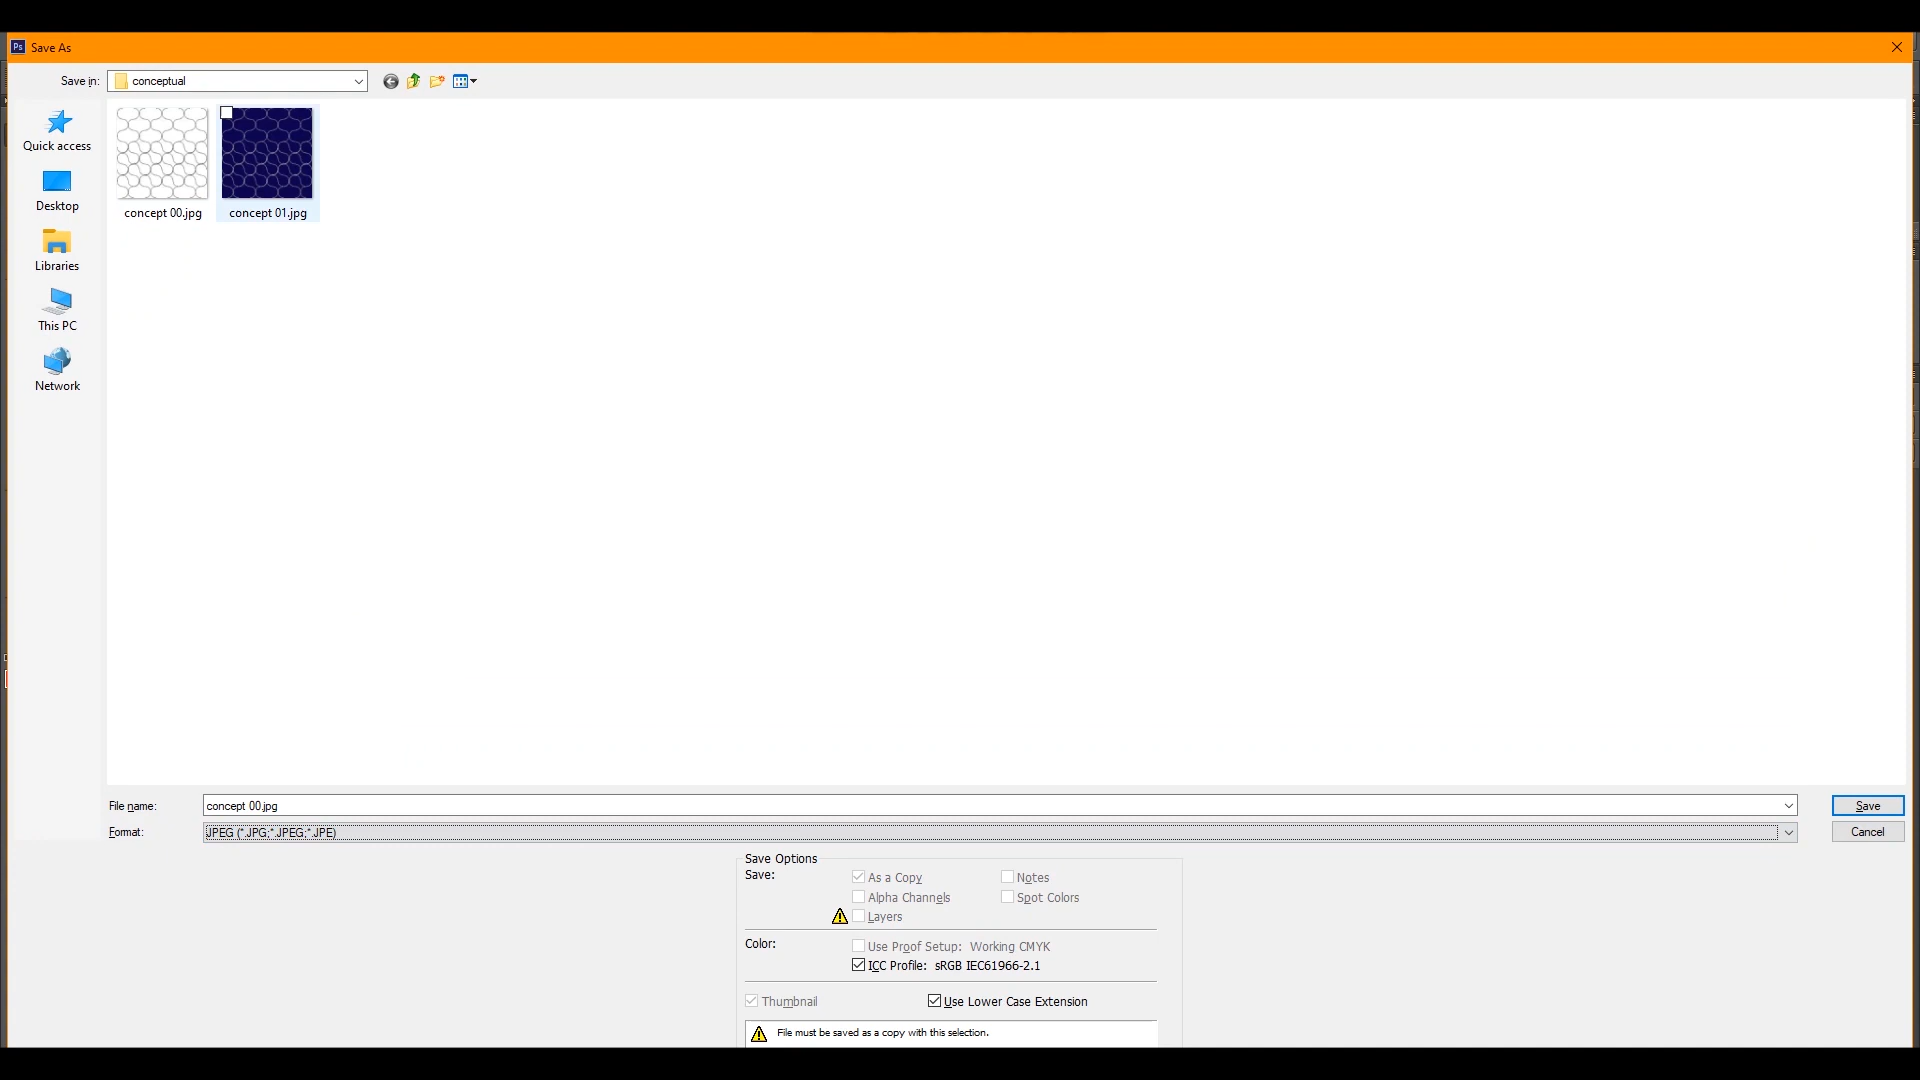 Ps Save As
Save in: conceptual
Quick access
Desktop
Libraries
This PC
Network
concept 00.jpg
concept 01.jpg
File name: concept 00.jpg
Save
Format: JPEG (*.JPG;*.JPEG;*.JPE)
Cancel
Save Options
Save:
As a Copy
Notes
Alpha Channels
Spot Colors
Layers
Color:
Use Proof Setup: Working CMYK
ICC Profile: sRGB IEC61966-2.1
Thumbnail
Use Lower Case Extension
File must be saved as a copy with this selection.